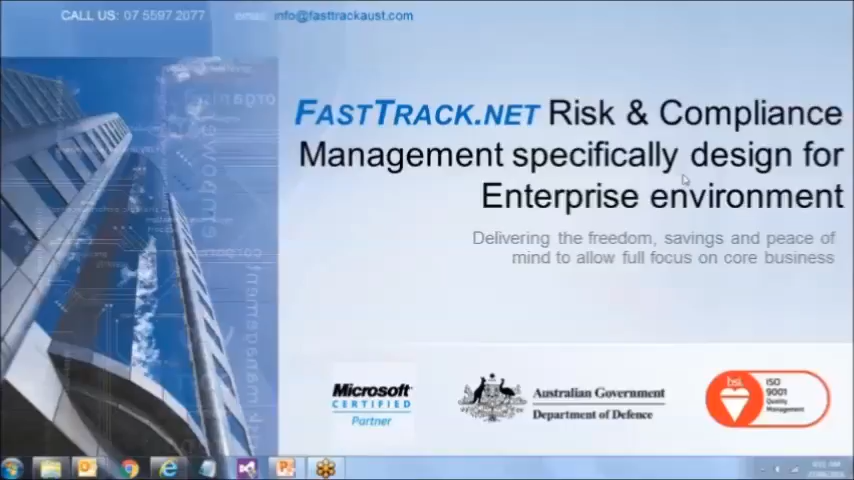 CALL US: 07 5597 2077 email: info@fasttrackaust.com
FASTTRACK.NET Risk & Compliance
Management specifically design for
Enterprise environment
Delivering the freedom, savings and peace of
mind to allow full focus on core business
Microsoft
CERTIFIED
Partner
Australian Government
Department of Defence
bsi.
ISO
9001
Quality
Management